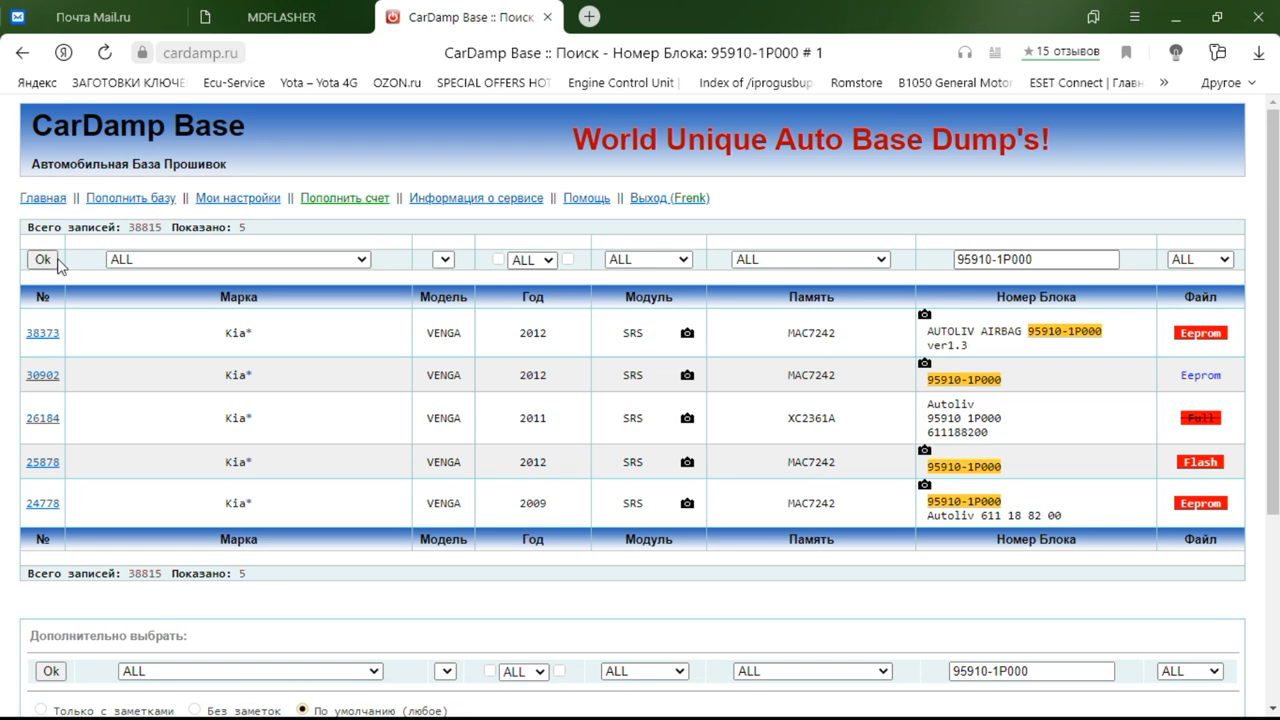 Почта Mail.ru
MDFLASHER
CarDamp Base :: Поиск
cardamp.ru
CarDamp Base :: Поиск - Номер Блока: 95910-1P000 # 1
★ 15 отзывов
Яндекс
ЗАГОТОВКИ КЛЮЧЕ
Ecu-Service
Yota – Yota 4G
OZON.ru
SPECIAL OFFERS HOT
Engine Control Unit |
Index of /iprogusbup
Romstore
B1050 General Motor
ESET Connect | Главн
»
Другое
CarDamp Base
World Unique Auto Base Dump's!
Автомобильная База Прошивок
Главная || Пополнить базу || Мои настройки || Пополнить счет || Информация о сервисе || Помощь || Выход (Frenk)
Всего записей: 38815 Показано: 5
Ok ALL ALL ALL ALL 95910-1P000 ALL
№ Марка Модель Год Модуль Память Номер Блока Файл
38373 Kia* VENGA 2012 SRS MAC7242 AUTOLIV AIRBAG 95910-1P000 Eeprom
ver1.3
30902 Kia* VENGA 2012 SRS MAC7242 95910-1P000 Eeprom
Autoliv
26184 Kia* VENGA 2011 SRS XC2361A 95910 1P000 Full
611188200
25878 Kia* VENGA 2012 SRS MAC7242 95910-1P000 Flash
24778 Kia* VENGA 2009 SRS MAC7242 95910-1P000 Eeprom
Autoliv 611 18 82 00
№ Марка Модель Год Модуль Память Номер Блока Файл
Всего записей: 38815 Показано: 5
Дополнительно выбрать:
Ok ALL ALL ALL ALL 95910-1P000 ALL
Только с заметками Без заметок По умолчанию (любое)